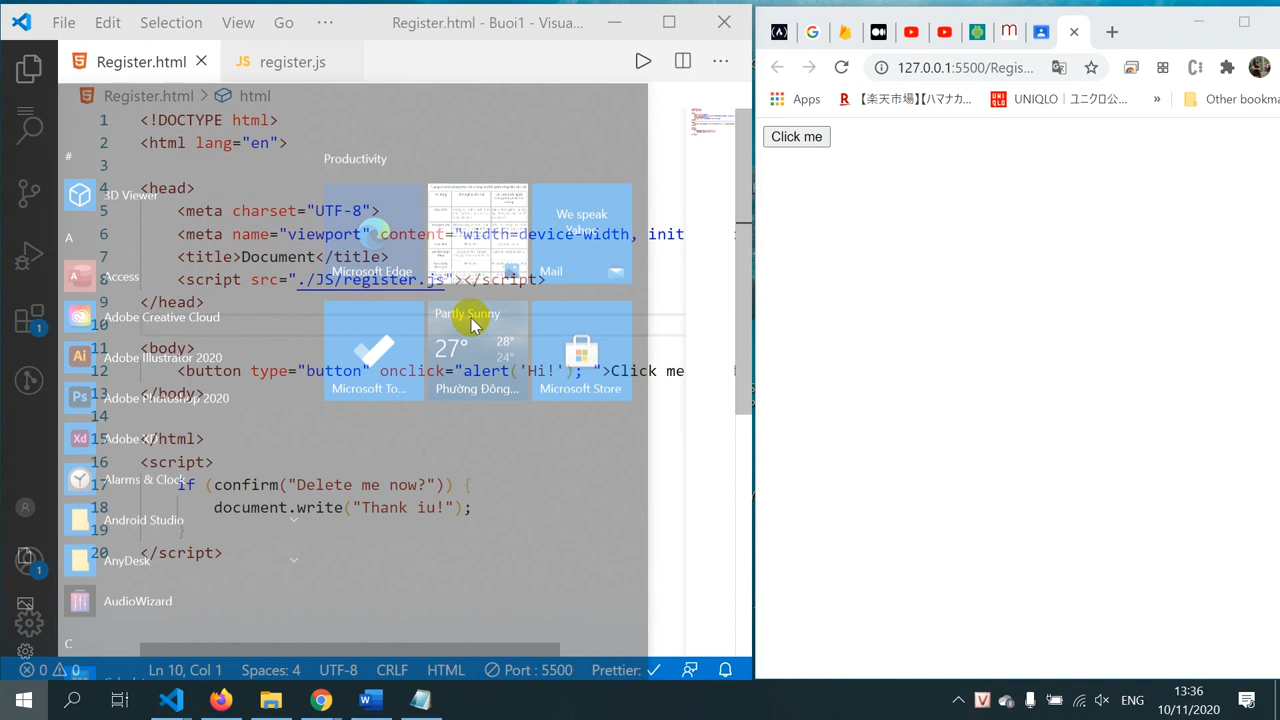 File Edit Selection View Go ··· Register.html - Buoi1 - Visua...
Register.html register.js
Register.html > html
1 <!DOCTYPE html>
2 <html lang="en">
3
4 <head>
5 <meta charset="UTF-8">
6 <meta name="viewport" content="width=device-width, init
7 <title>Document</title>
8 <script src="./JS/register.js"></script>
9 </head>
10
11 <body>
12 <button type="button" onclick="alert('Hi!'); ">Click me
13 </body>
14
15 </html>
16 <script>
17 if (confirm("Delete me now?")) {
18 document.write("Thank iu!");
19 }
20 </script>
#
3D Viewer
A
Access
Adobe Creative Cloud
Adobe Illustrator 2020
Adobe Photoshop 2020
Adobe XD
Alarms & Clock
Android Studio
AnyDesk
AudioWizard
C
Productivity
Microsoft Edge
We speak
Yahoo
Mail
Microsoft To...
Partly Sunny
27° 28°
24°
Phường Đông...
Microsoft Store
0 0 Ln 10, Col 1 Spaces: 4 UTF-8 CRLF HTML Port : 5500 Prettier: ✓
127.0.0.1:5500/Regis...
Apps 【楽天市場】【ハマナカ... UNIQLO｜ユニクロ公... » Other bookma
Click me
ENG
13:36
10/11/2020